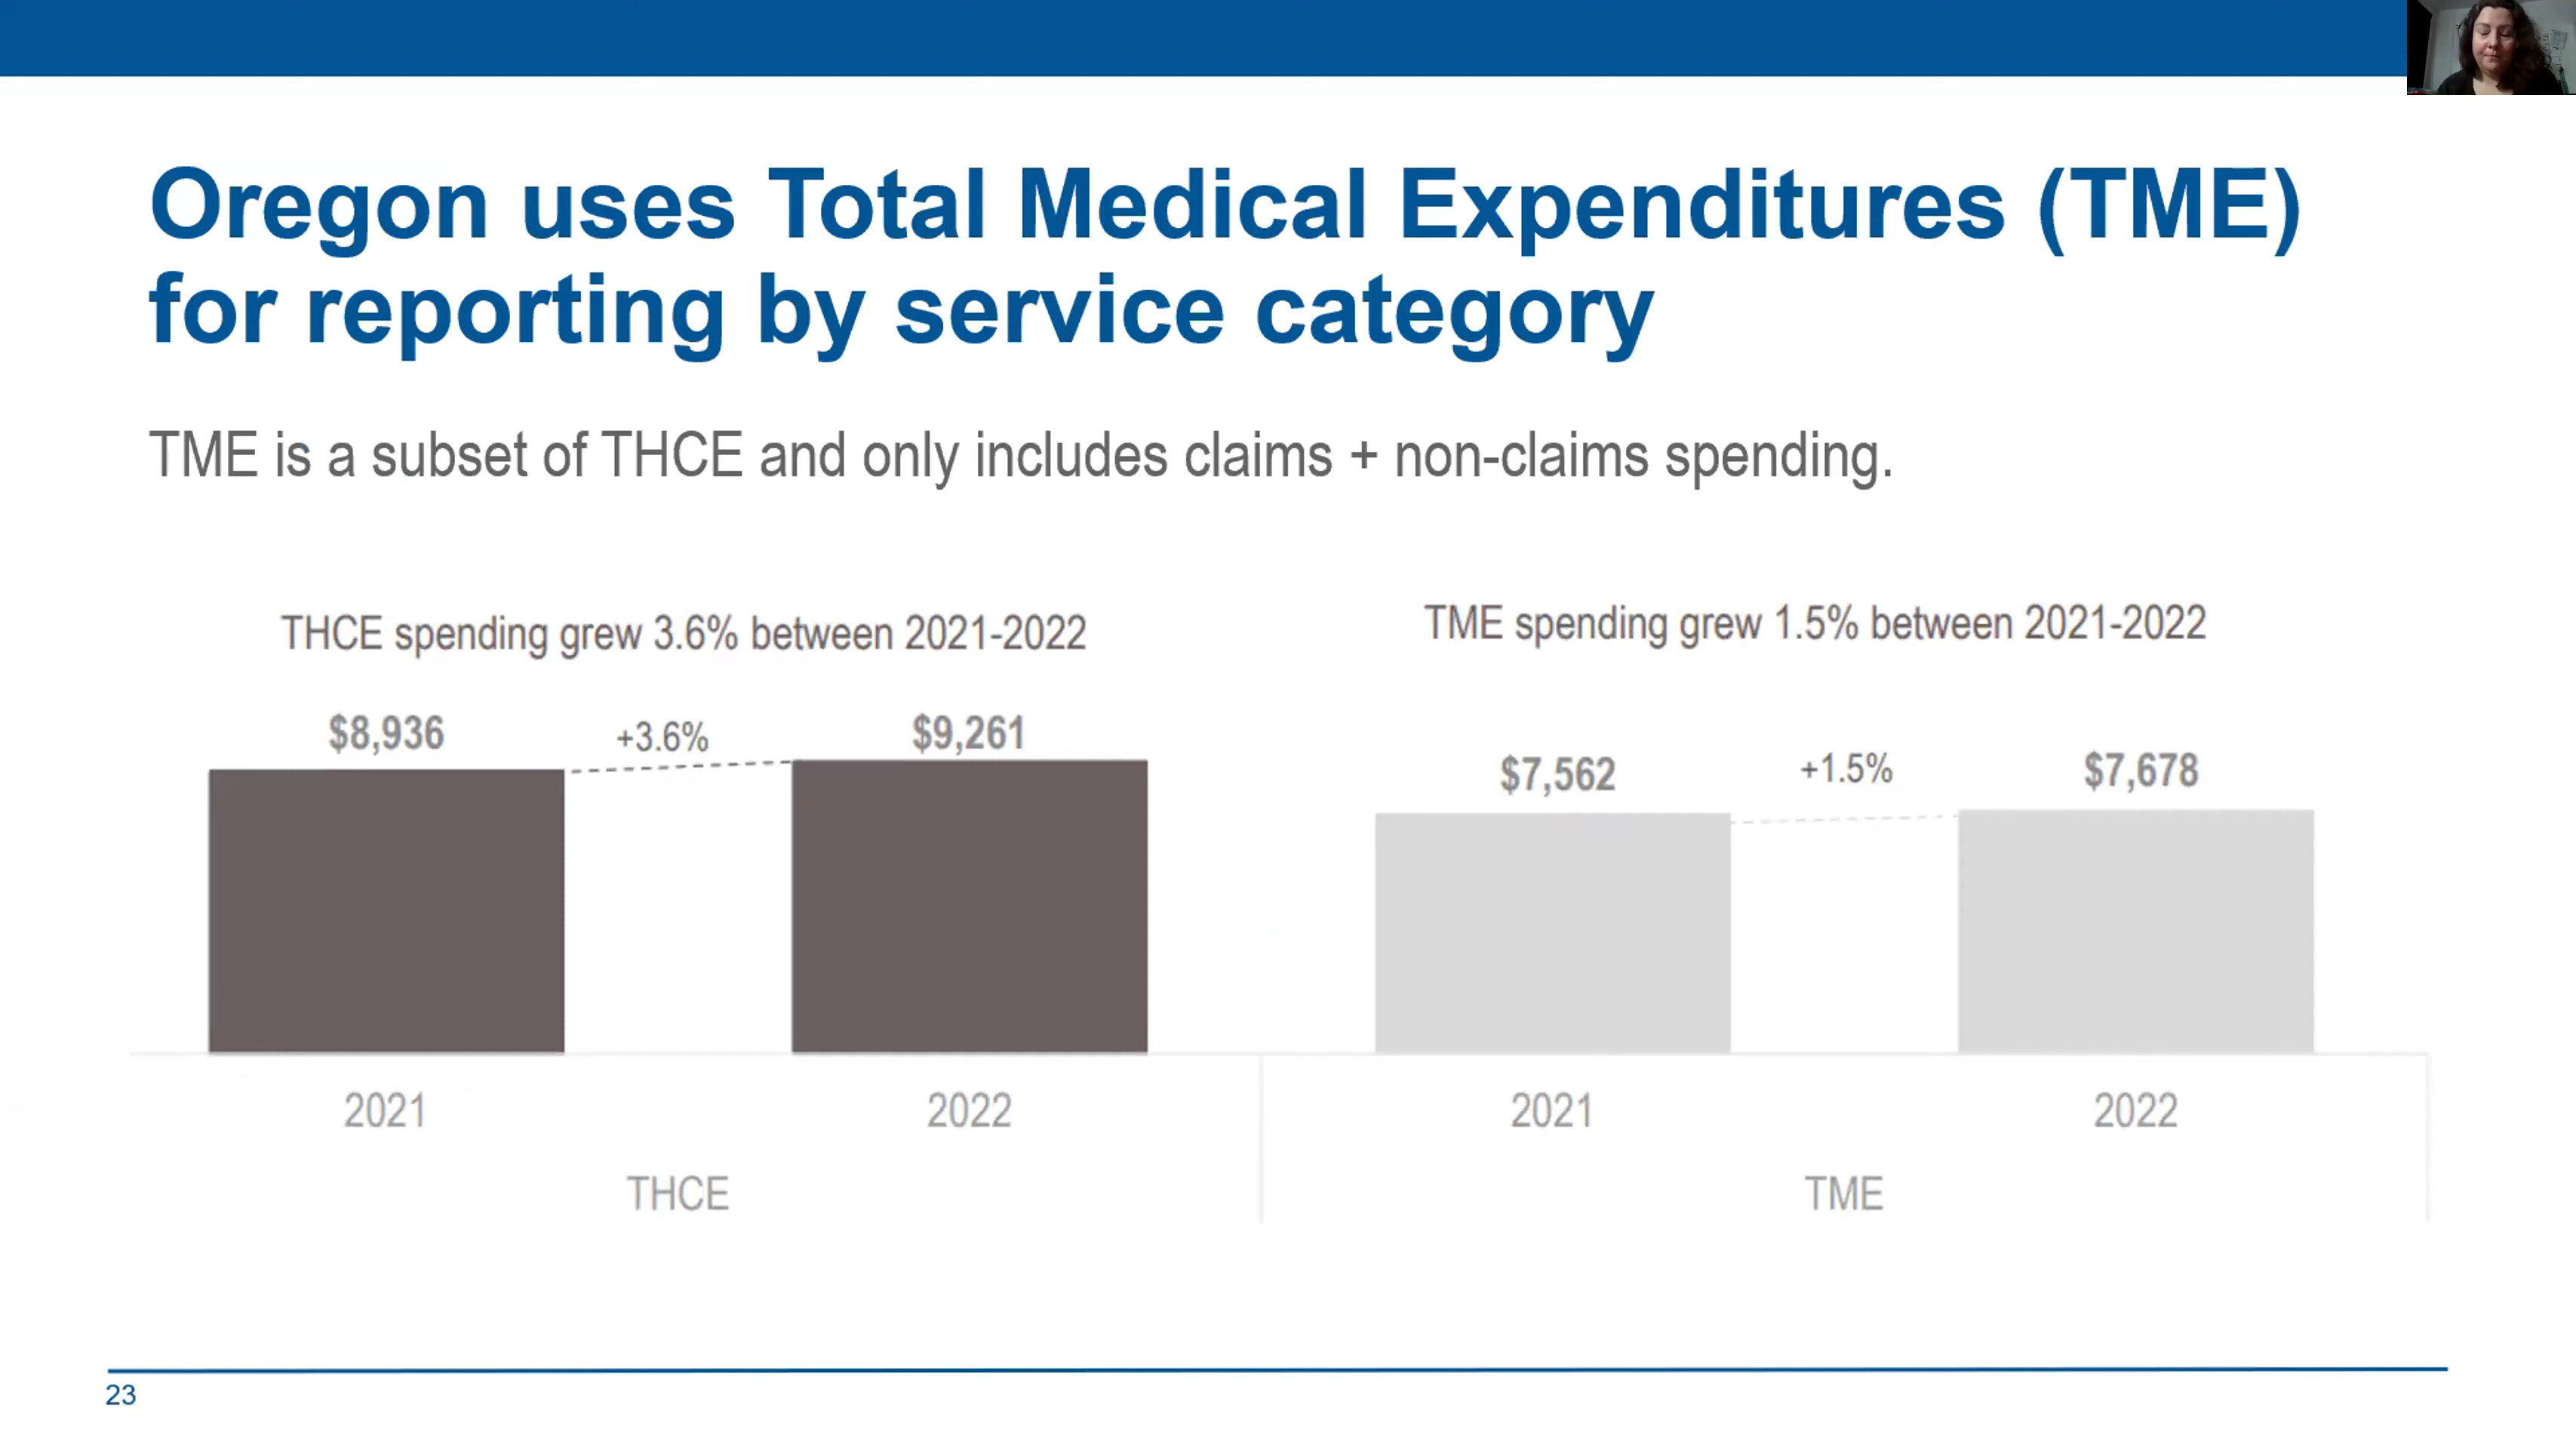 Oregon uses Total Medical Expenditures (TME)
for reporting by service category
TME is a subset of THCE and only includes claims + non-claims spending.
THCE spending grew 3.6% between 2021-2022
$8,936
+3.6%
$9,261
2021
2022
THCE
TME spending grew 1.5% between 2021-2022
$7,562
+1.5%
$7,678
2021
2022
TME
23